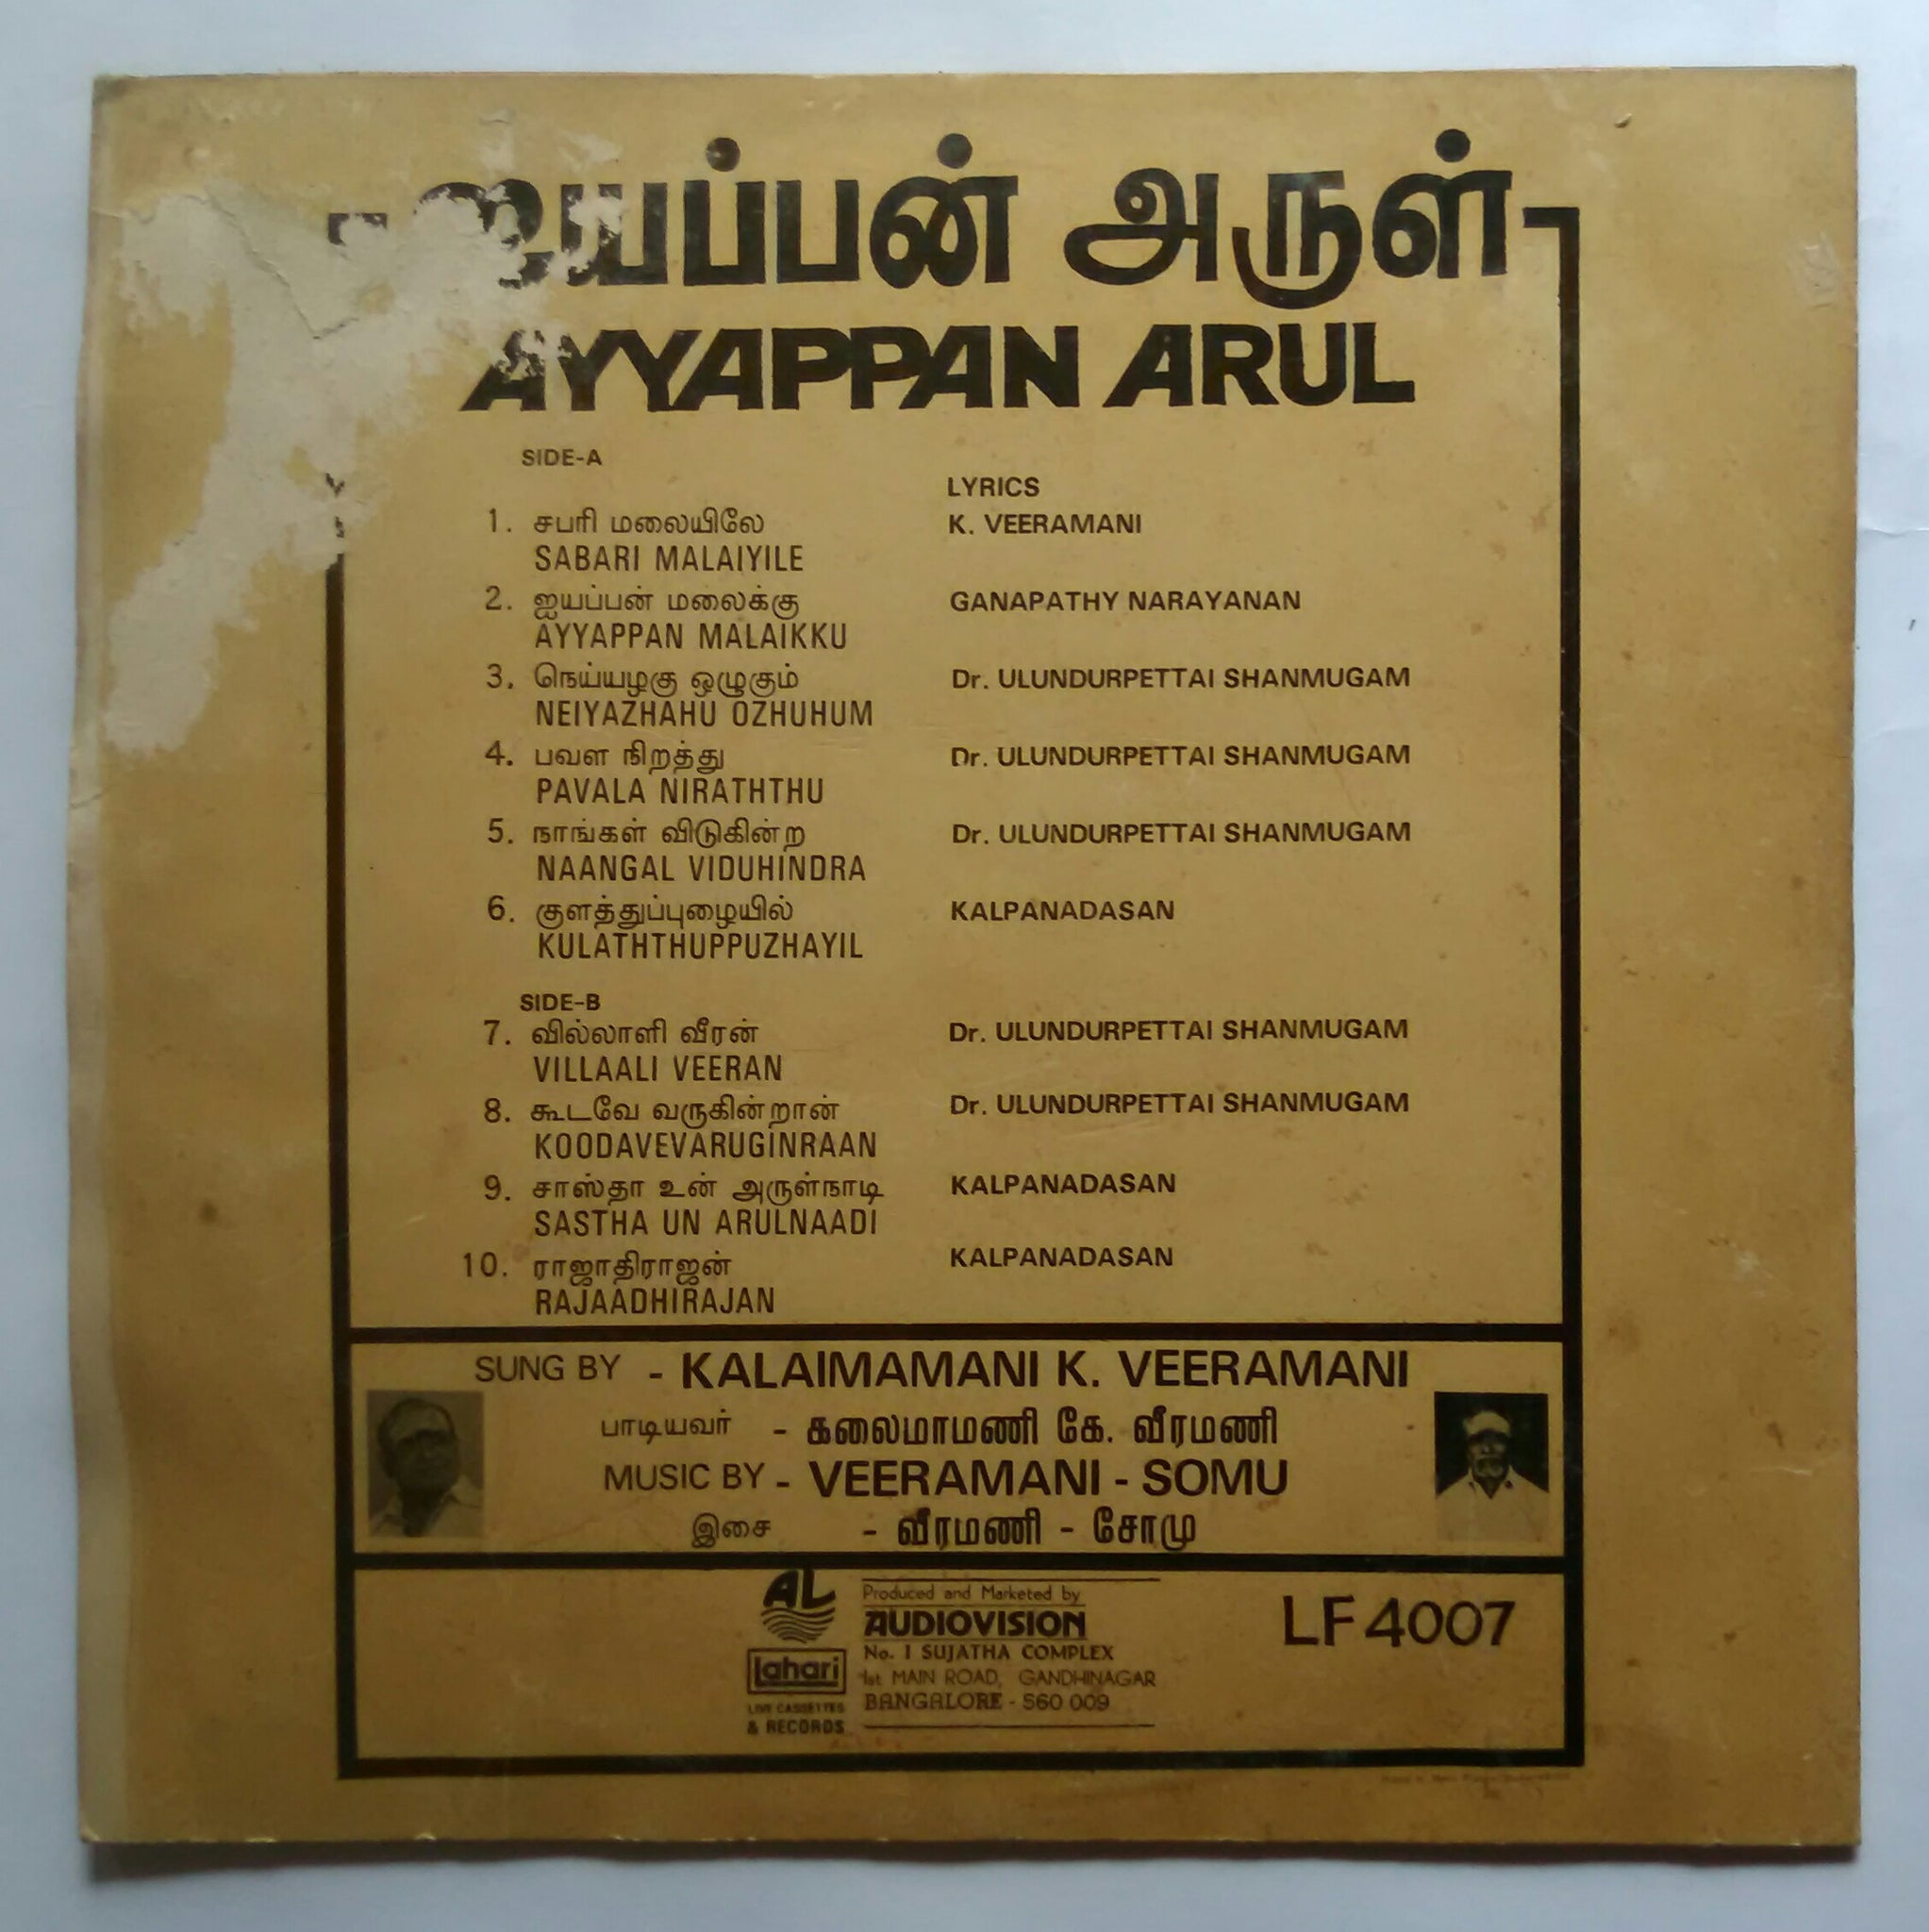 ஐயப்பன் அருள்
AYYAPPAN ARUL
SIDE-A
LYRICS
1. சபரி மலையிலே K. VEERAMANI
SABARI MALAIYILE
2. ஐயப்பன் மலைக்கு GANAPATHY NARAYANAN
AYYAPPAN MALAIKKU
3. நெய்யழகு ஒழுகும் Dr. ULUNDURPETTAI SHANMUGAM
NEIYAZHAHU OZHUHUM
4. பவள நிறத்து Dr. ULUNDURPETTAI SHANMUGAM
PAVALA NIRATHTHU
5. நாங்கள் விடுகின்ற Dr. ULUNDURPETTAI SHANMUGAM
NAANGAL VIDUHINDRA
6. குளத்துப்புழையில் KALPANADASAN
KULATHTHUPPUZHAYIL
SIDE-B
7. வில்லாளி வீரன் Dr. ULUNDURPETTAI SHANMUGAM
VILLAALI VEERAN
8. கூடவே வருகின்றான் Dr. ULUNDURPETTAI SHANMUGAM
KOODAVEVARUGINRAAN
9. சாஸ்தா உன் அருள்நாடி KALPANADASAN
SASTHA UN ARULNAADI
10. ராஜாதிராஜன் KALPANADASAN
RAJAADHIRAJAN
SUNG BY - KALAIMAMANI K. VEERAMANI
பாடியவர் - கலைமாமணி கே. வீரமணி
MUSIC BY - VEERAMANI - SOMU
இசை - வீரமணி - சோமு
AL
Produced and Marketed by
AUDIOVISION
No. 1 SUJATHA COMPLEX
1st MAIN ROAD, GANDHINAGAR
BANGALORE - 560 009
lahari
LIVE CASSETTES
& RECORDS
LF 4007